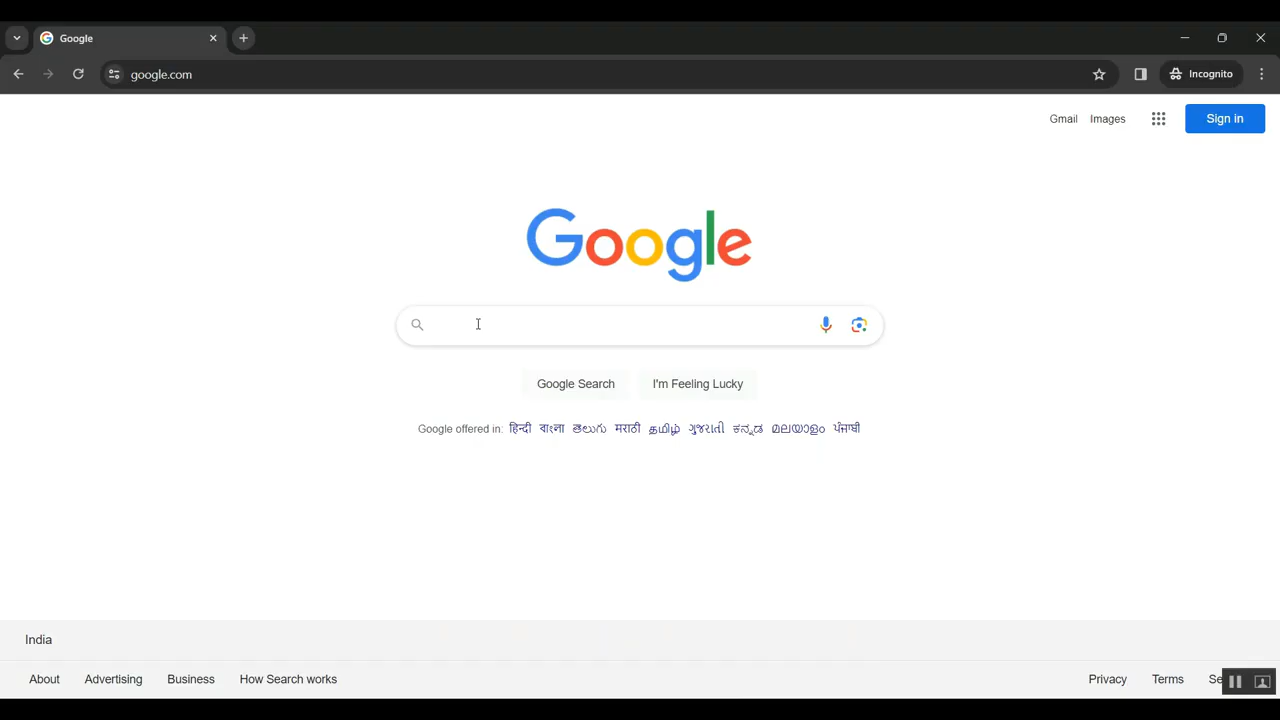 Google
google.com
Incognito
Gmail Images Sign in
Google
Google Search I'm Feeling Lucky
Google offered in: हिन्दी বাংলা తెలుగు मराठी தமிழ் ગુજરાતી ಕನ್ನಡ മലയാളം ਪੰਜਾਬੀ
India
About Advertising Business How Search works Privacy Terms Se